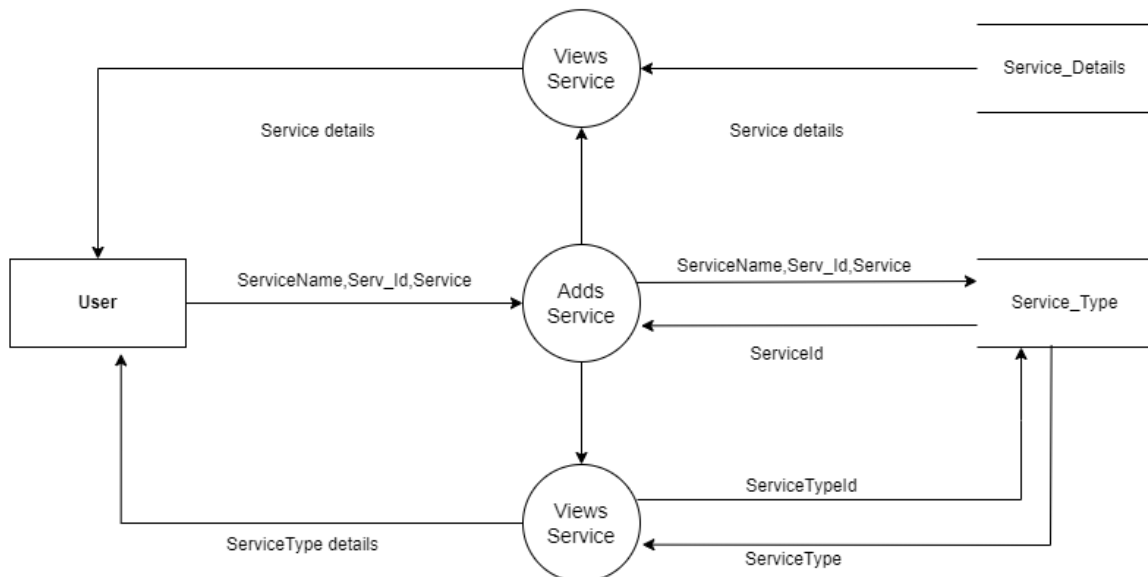 Views
Service
Service_Details
Service details
Service details
ServiceName,Serv_Id,Service
ServiceName,Serv_Id,Service
User
Adds
Service
Service_Type
ServiceId
Views
Service
ServiceTypeId
ServiceType details
ServiceType